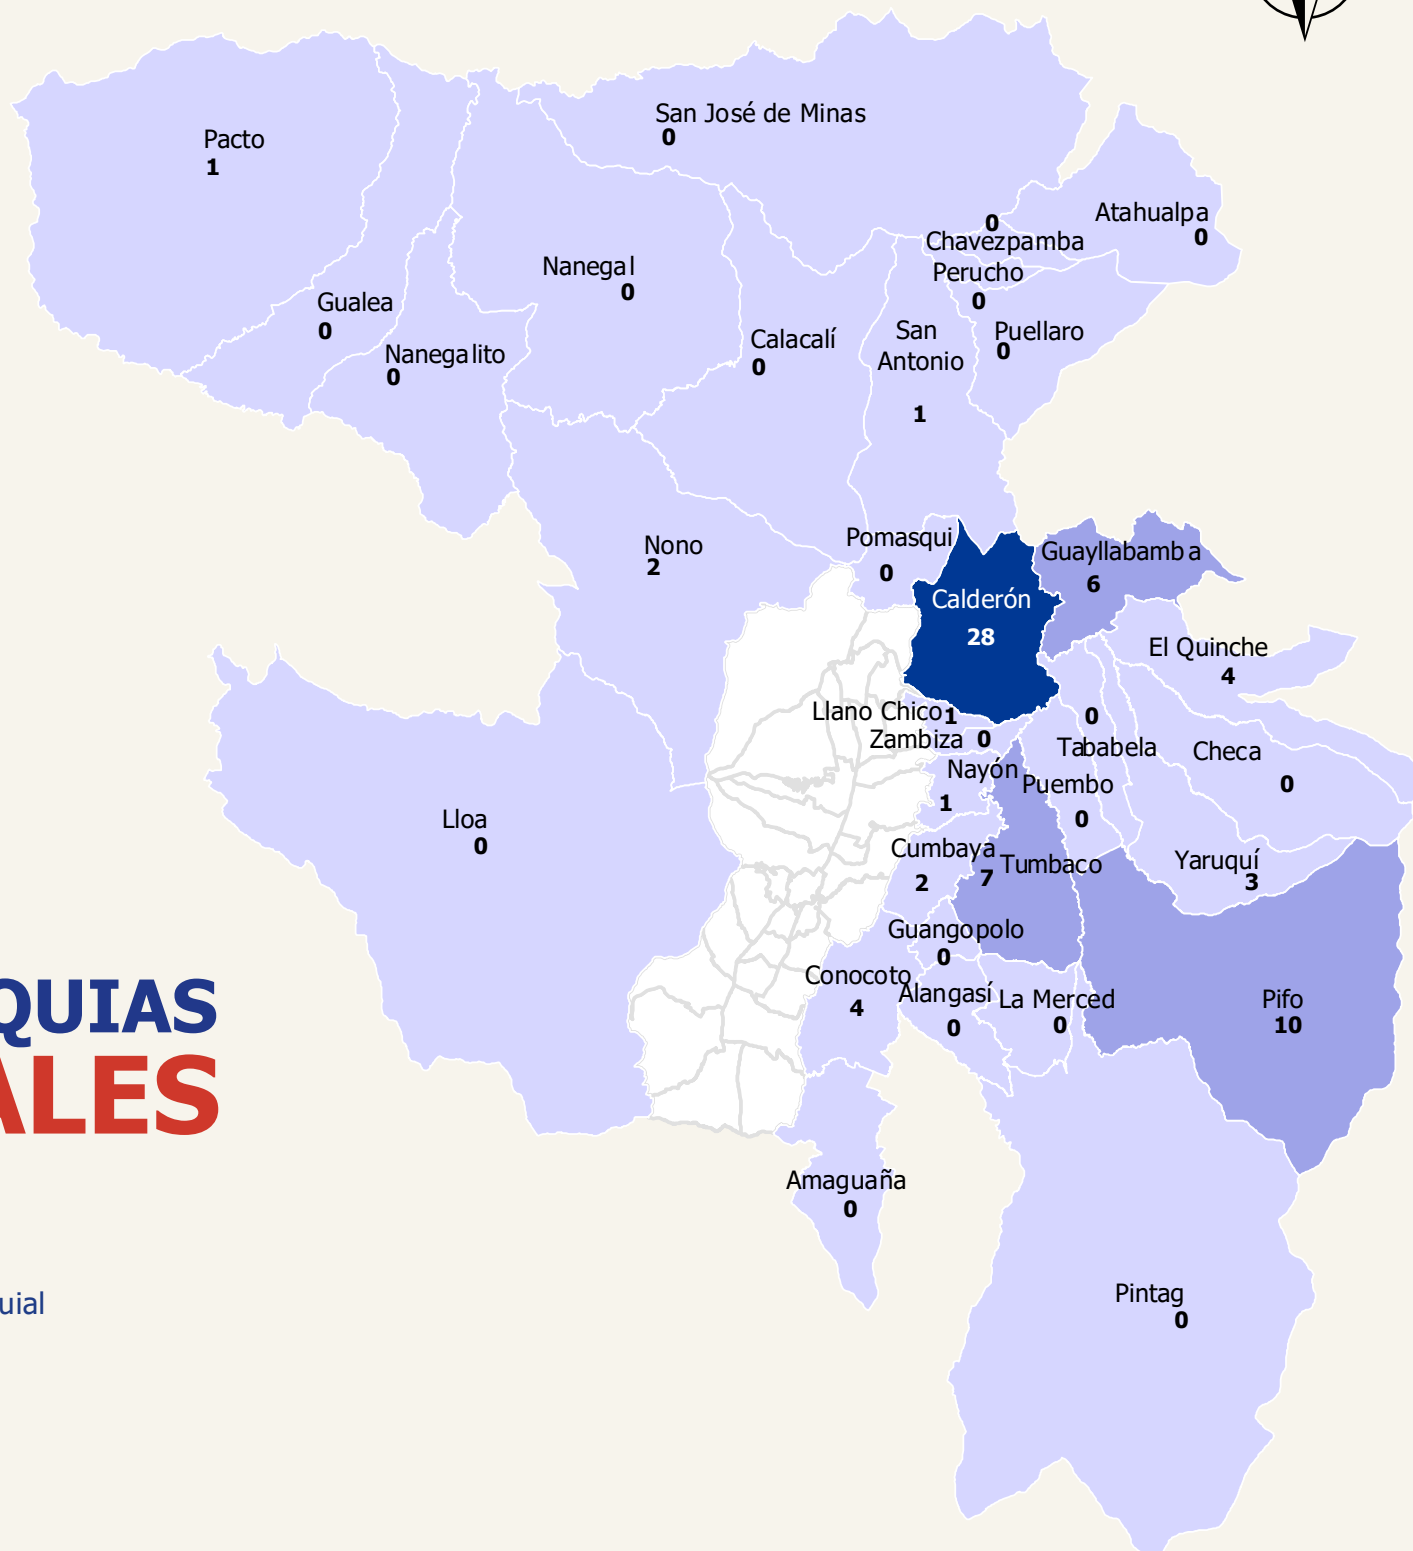 San José de Minas
0
Pacto
1
Atahualpa
0
0
Chavezpamba
Perucho
0
Nanegal
0
Gualea
0
San
Antonio
1
Puellaro
0
Calacalí
0
Nanegalito
0
Pomasqui
0
Nono
2
Guayllabamba
6
Calderón
28
El Quinche
4
Llano Chico 1
Zambiza 0
0
Tababela
Checa
0
Nayón
1
Puembo
0
Lloa
0
Cumbaya
2
7 Tumbaco
Yaruquí
3
Guangopolo
0
Conocoto
4
Alangasí
0
La Merced
0
Pifo
10
QUIAS
ALES
Amaguaña
0
uial
Pintag
0